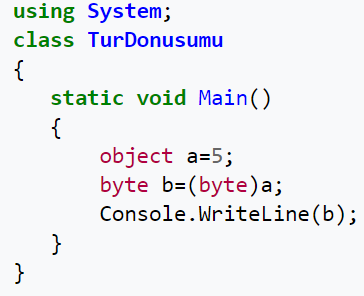 using System;
class TurDonusumu
{
   static void Main()
   {
      object a=5;
      byte b=(byte)a;
      Console.WriteLine(b);
   }
}